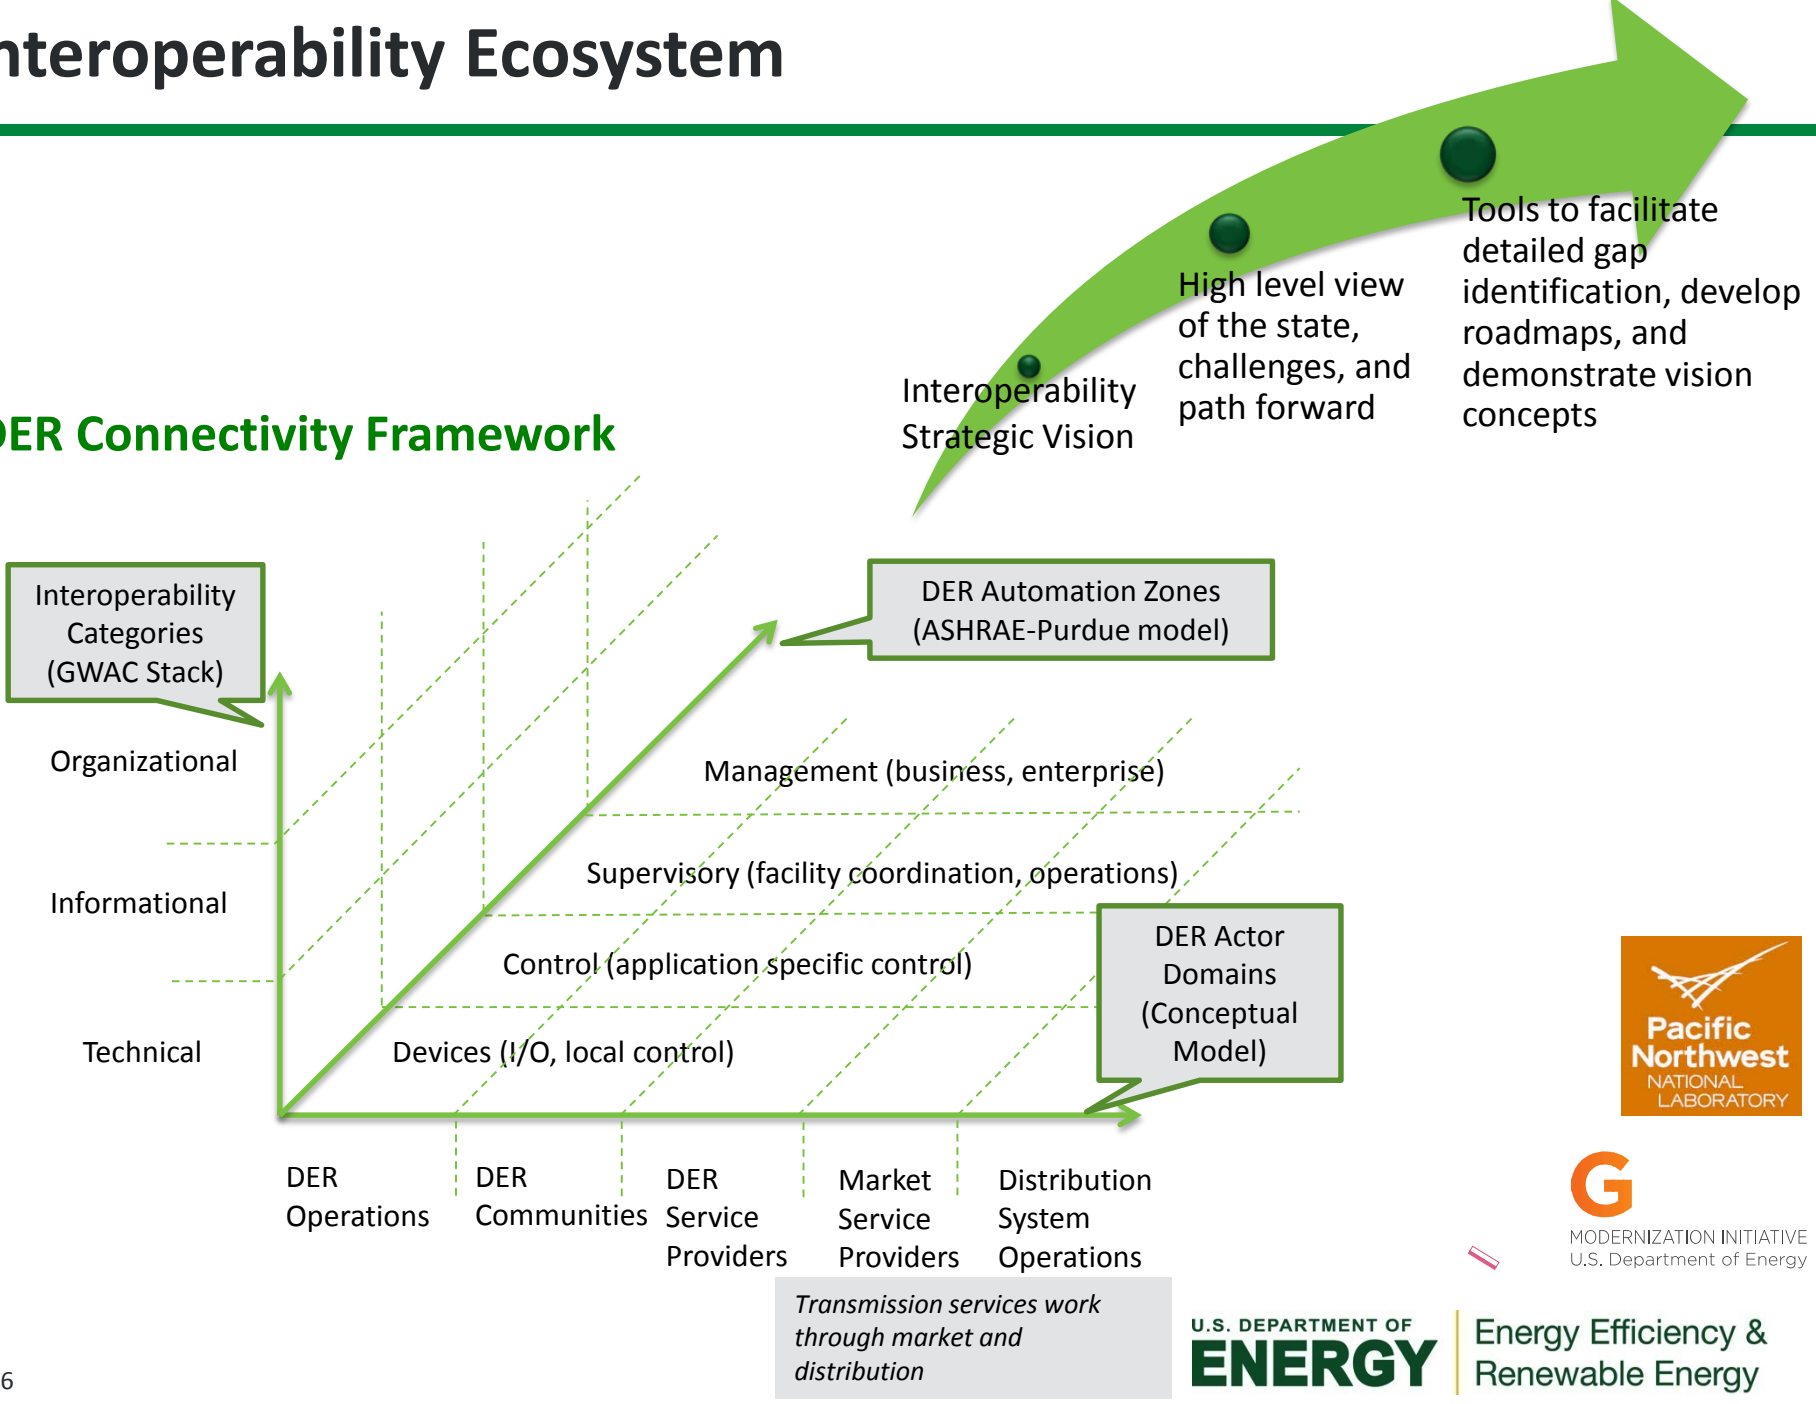 nteroperability Ecosystem
Tools to facilitate
detailed gap
identification, develop
roadmaps, and
demonstrate vision
concepts
High level view
of the state,
challenges, and
path forward
Interoperability
Strategic Vision
DER Connectivity Framework
Interoperability
Categories
(GWAC Stack)
DER Automation Zones
(ASHRAE-Purdue model)
Organizational
Informational
Technical
Management (business, enterprise)
Supervisory (facility coordination, operations)
Control (application specific control)
Devices (I/O, local control)
DER Actor
Domains
(Conceptual
Model)
DER
Operations
DER
Communities
DER
Service
Providers
Market
Service
Providers
Distribution
System
Operations
Transmission services work
through market and
distribution
Pacific
Northwest
NATIONAL
LABORATORY
G
MODERNIZATION INITIATIVE
U.S. Department of Energy
U.S. DEPARTMENT OF
ENERGY
Energy Efficiency &
Renewable Energy
6